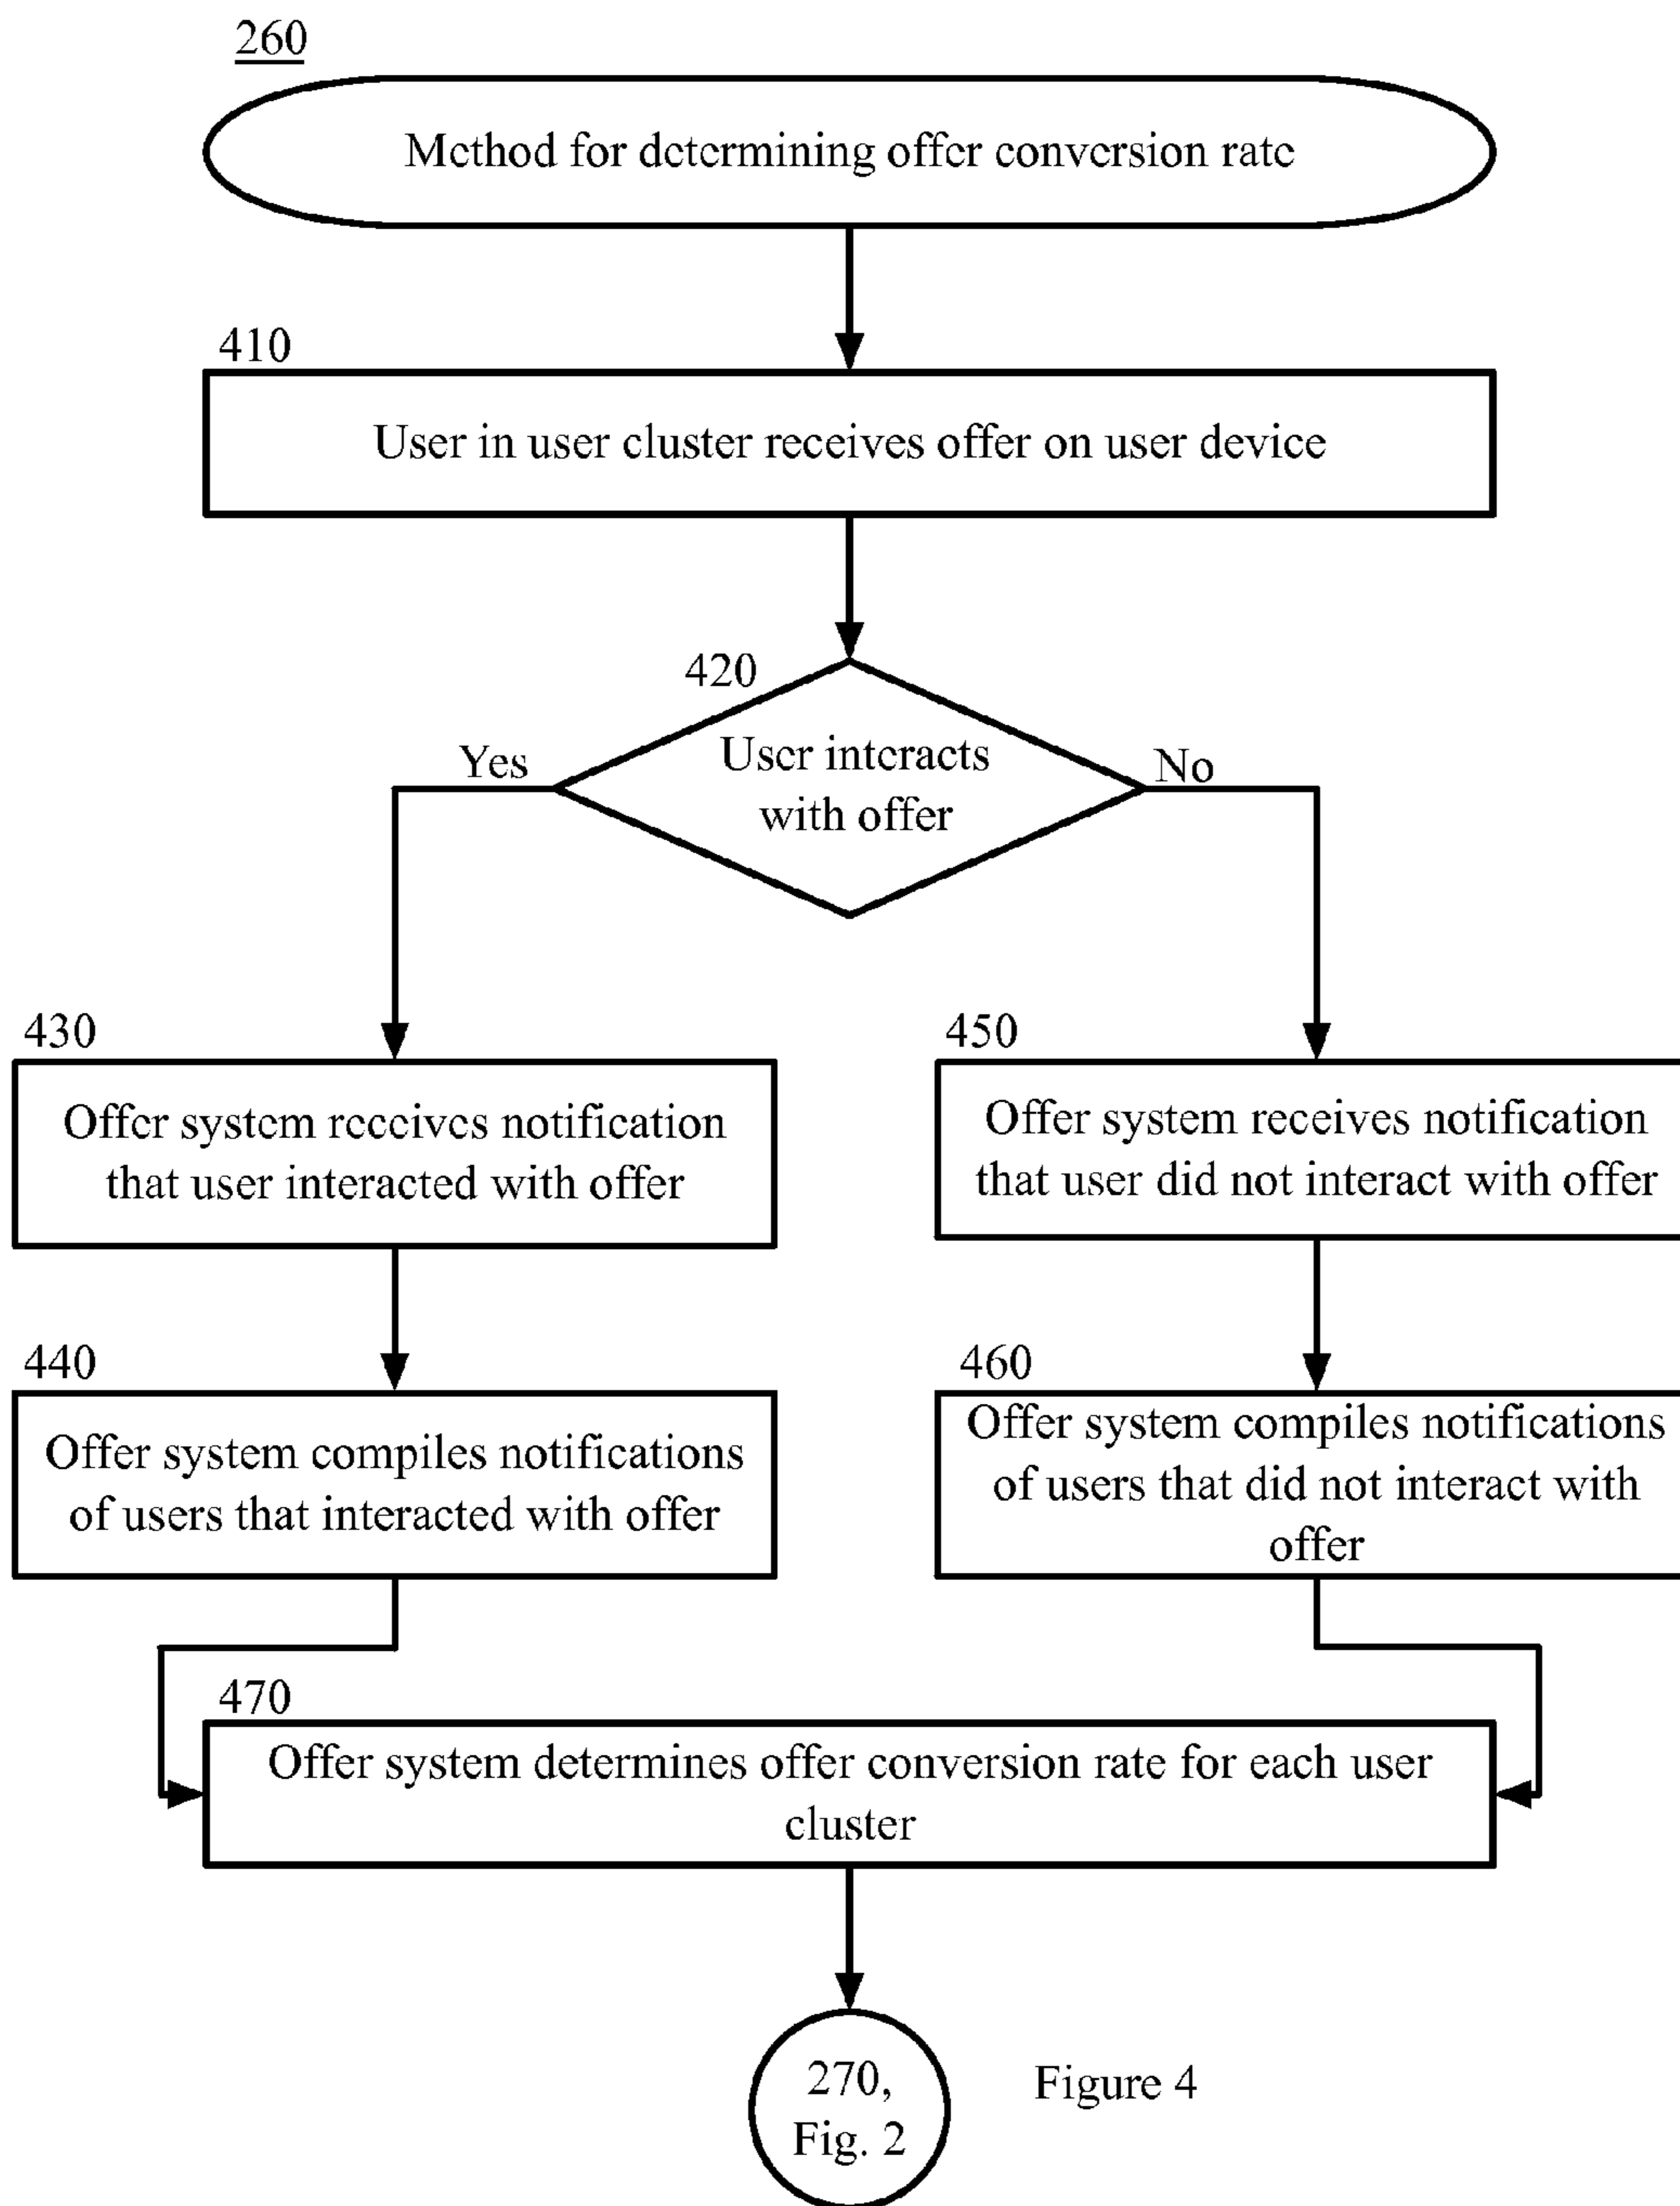 260
Method for determining offer conversion rate
410
User in user cluster receives offer on user device
420
User interacts
with offer
Yes
No
430
Offer system receives notification
that user interacted with offer
450
Offer system receives notification
that user did not interact with offer
440
Offer system compiles notifications
of users that interacted with offer
460
Offer system compiles notifications
of users that did not interact with
offer
470
Offer system determines offer conversion rate for each user
cluster
270,
Fig. 2
Figure 4